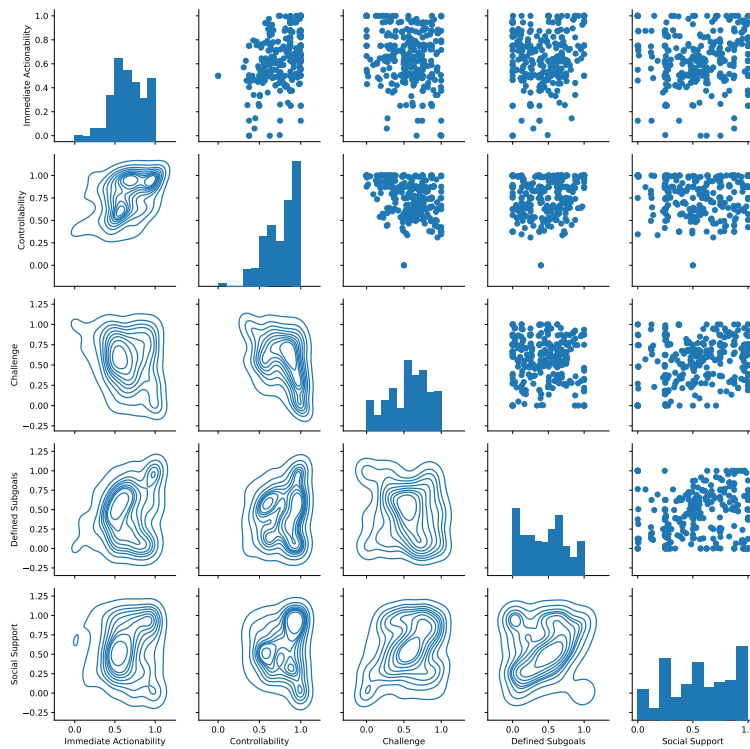 1.0
0.8
0.6
0.4
0.2
0.0
Immediate Actionability
1.00
0.75
0.50
0.25
0.00
Controllability
1.25
1.00
0.75
0.50
0.25
0.00
−0.25
Challenge
1.25
1.00
0.75
0.50
0.25
0.00
−0.25
Defined Subgoals
1.25
1.00
0.75
0.50
0.25
0.00
−0.25
Social Support
0.0 0.5 1.0
Immediate Actionability
0.0 0.5 1.0
Controllability
0.0 0.5 1.0
Challenge
0.0 0.5 1.0
Defined Subgoals
0.0 0.5 1.0
Social Support